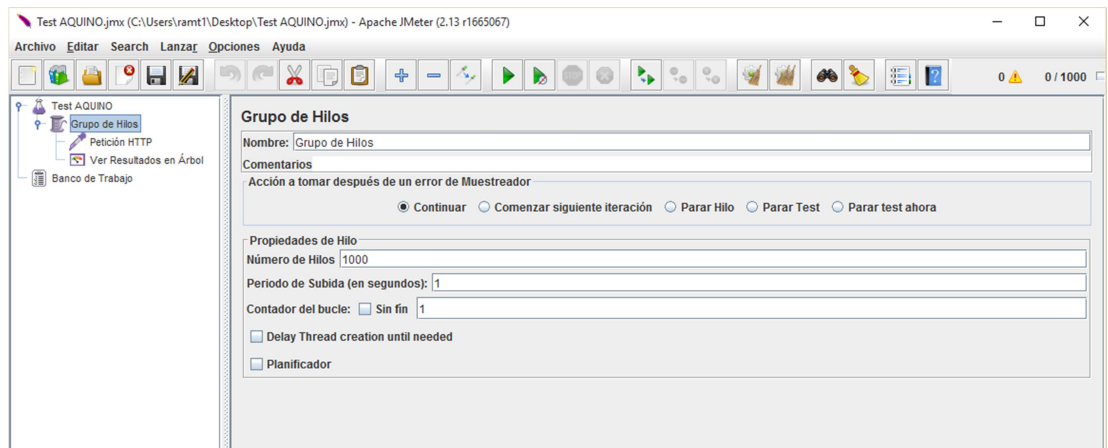 Test AQUINO.jmx (C:\Users\ramt1\Desktop\Test AQUINO.jmx) - Apache JMeter (2.13 r1665067)
Archivo Editar Search Lanzar Opciones Ayuda
STOP
0 0 / 1000
Test AQUINO
Grupo de Hilos
Petición HTTP
Ver Resultados en Árbol
Banco de Trabajo
Grupo de Hilos
Nombre: Grupo de Hilos
Comentarios
Acción a tomar después de un error de Muestreador
Continuar Comenzar siguiente iteración Parar Hilo Parar Test Parar test ahora
Propiedades de Hilo
Número de Hilos 1000
Periodo de Subida (en segundos): 1
Contador del bucle: Sin fin 1
Delay Thread creation until needed
Planificador